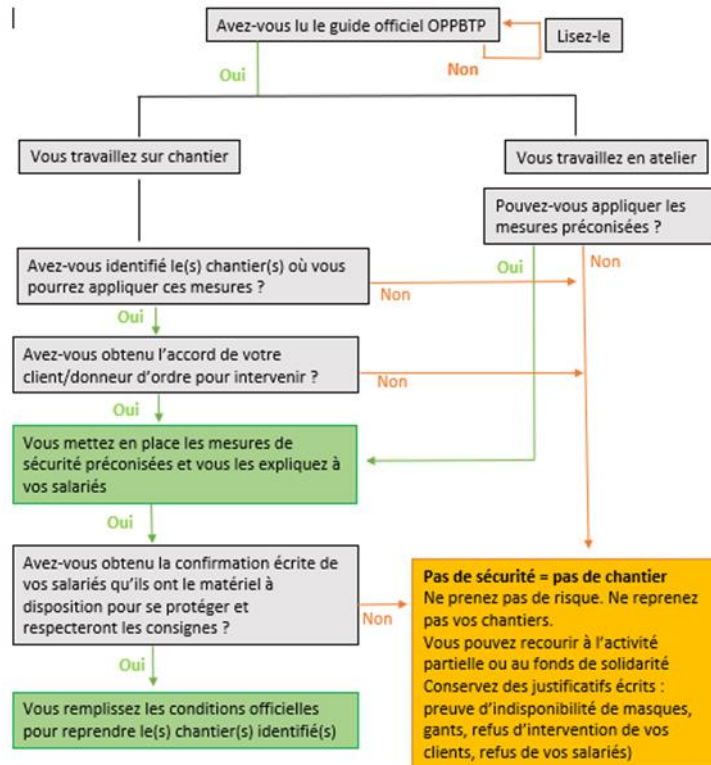 Avez-vous lu le guide officiel OPPBTP
Lisez-le
Oui
Non
Vous travaillez sur chantier
Vous travaillez en atelier
Pouvez-vous appliquer les
mesures préconisées ?
Oui
Non
Avez-vous identifié le(s) chantier(s) où vous
pourrez appliquer ces mesures ?
Non
Oui
Avez-vous obtenu l’accord de votre
client/donneur d’ordre pour intervenir ?
Non
Oui
Vous mettez en place les mesures de
sécurité préconisées et vous les expliquez à
vos salariés
Oui
Avez-vous obtenu la confirmation écrite de
vos salariés qu’ils ont le matériel à
disposition pour se protéger et
respecteront les consignes ?
Non
Oui
Vous remplissez les conditions officielles
pour reprendre le(s) chantier(s) identifié(s)
Pas de sécurité = pas de chantier
Ne prenez pas de risque. Ne reprenez
pas vos chantiers.
Vous pouvez recourir à l’activité
partielle ou au fonds de solidarité
Conservez des justificatifs écrits :
preuve d’indisponibilité de masques,
gants, refus d’intervention de vos
clients, refus de vos salariés)